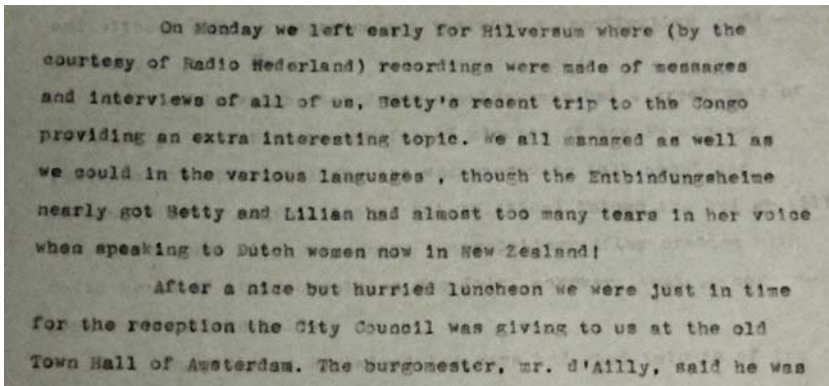 On Monday we left early for Hilversum where (by the
courtesy of Radio Nederland) recordings were made of messages
and interviews of all of us, Betty's recent trip to the Congo
providing an extra interesting topic. We all managed as well as
we could in the various languages , though the Entbindungsheime
nearly got Betty and Lilian had almost too many tears in her voice
when speaking to Dutch women now in New Zealand!
After a nice but hurried luncheon we were just in time
for the reception the City Council was giving to us at the old
Town Hall of Amsterdam. The burgomester, mr. d'Ailly, said he was